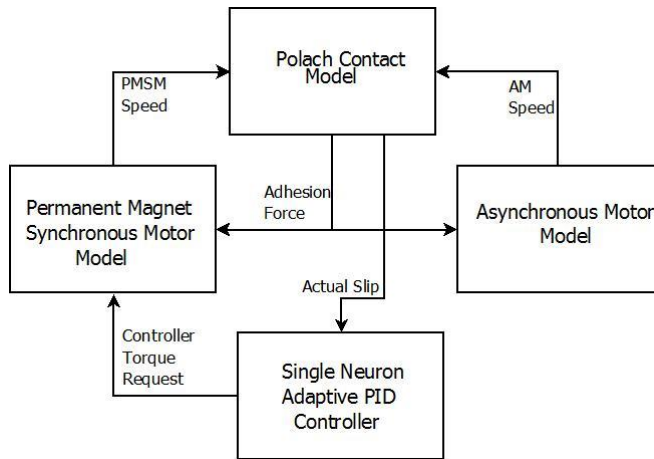 Polach Contact
Model
PMSM
Speed
AM
Speed
Permanent Magnet
Synchronous Motor
Model
Adhesion
Force
Asynchronous Motor
Model
Actual Slip
Controller
Torque
Request
Single Neuron
Adaptive PID
Controller